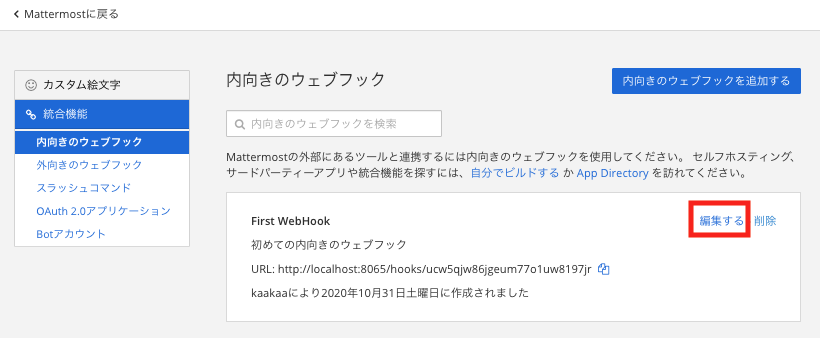 Mattermostに戻る
カスタム絵文字
統合機能
内向きのウェブフック
外向きのウェブフック
スラッシュコマンド
OAuth 2.0アプリケーション
Botアカウント
内向きのウェブフック
内向きのウェブフックを追加する
内向きのウェブフックを検索
Mattermostの外部にあるツールと連携するには内向きのウェブフックを使用してください。 セルフホスティング、
サードパーティーアプリや統合機能を探すには、自分でビルドする か App Directory を訪れてください。
First WebHook
編集する 削除
初めての内向きのウェブフック
URL: http://localhost:8065/hooks/ucw5qjw86jgeum77o1uw8197jr
kaakaaにより2020年10月31日土曜日に作成されました